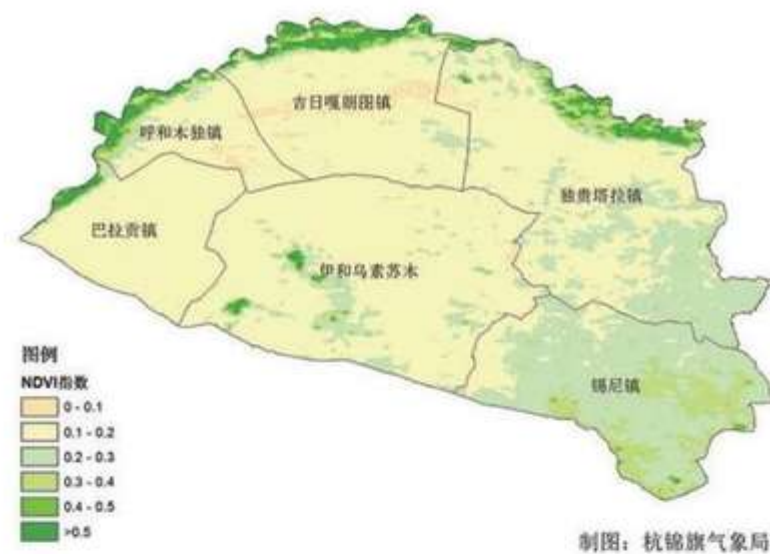 吉日嘎朗图镇
呼和木独镇
独贵塔拉镇
巴拉贡镇
伊和乌素苏木
锡尼镇
图例
NDVI指数
0 - 0.1
0.1 - 0.2
0.2 - 0.3
0.3 - 0.4
0.4 - 0.5
>0.5
制图：杭锦旗气象局